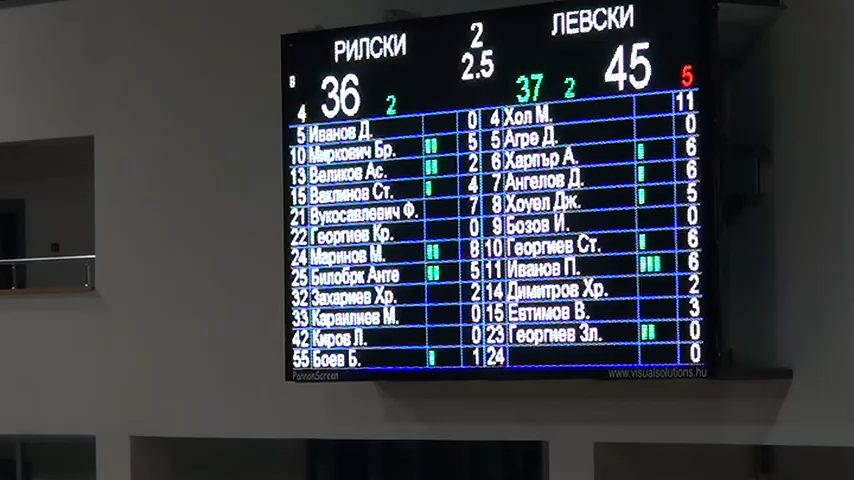 РИЛСКИ 2 ЛЕВСКИ
8 36 2 2.5 37 2 45 5
4 0 4 Хол М. 11
5 Иванов Д. 5 5 Агре Д. 0
10 Миркович Бр. 2 6 Харпър А. 6
13 Великов Ас. 4 7 Ангелов Д. 6
15 Ваклинов Ст. 7 8 Хоуел Дж. 5
21 Вукосавлевич Ф. 0 9 Бозов И. 0
22 Георгиев Кр. 8 10 Георгиев Ст. 6
24 Маринов М. 5 11 Иванов П. 6
25 Билобрк Анте 2 14 Димитров Хр. 2
32 Захариев Хр. 0 15 Евтимов В. 3
33 Караилиев М. 0 23 Георгиев Зл. 0
42 Киров Л. 1 24 0
55 Боев Б.
PannonScreen www.visualsolutions.hu